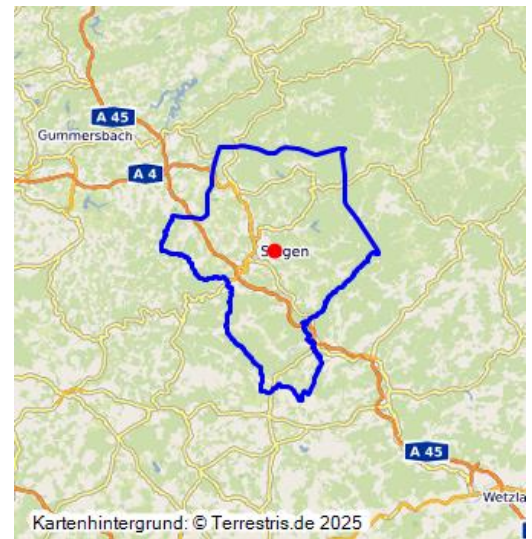 A 45
Gummersbach
A 4
Siegen
A 45
Wetzla
Kartenhintergrund: © Terrestris.de 2025